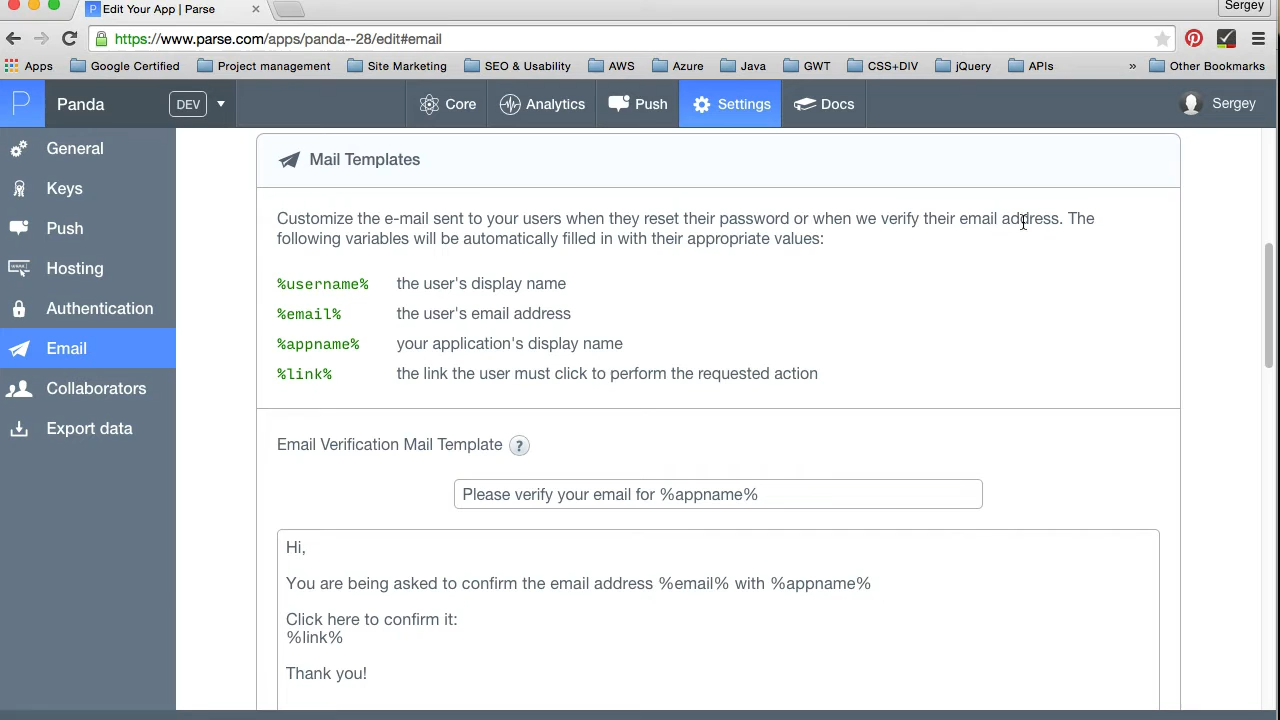 Edit Your App | Parse
Sergey
https://www.parse.com/apps/panda--28/edit#email
Apps Google Certified Project management Site Marketing SEO & Usability AWS Azure Java GWT CSS+DIV jQuery APIs » Other Bookmarks
P Panda DEV Core Analytics Push Settings Docs Sergey
General
Keys
Push
Hosting
Authentication
Email
Collaborators
Export data
Mail Templates
Customize the e-mail sent to your users when they reset their password or when we verify their email address. The
following variables will be automatically filled in with their appropriate values:
%username% the user's display name
%email% the user's email address
%appname% your application's display name
%link% the link the user must click to perform the requested action
Email Verification Mail Template ?
Please verify your email for %appname%
Hi,
You are being asked to confirm the email address %email% with %appname%
Click here to confirm it:
%link%
Thank you!